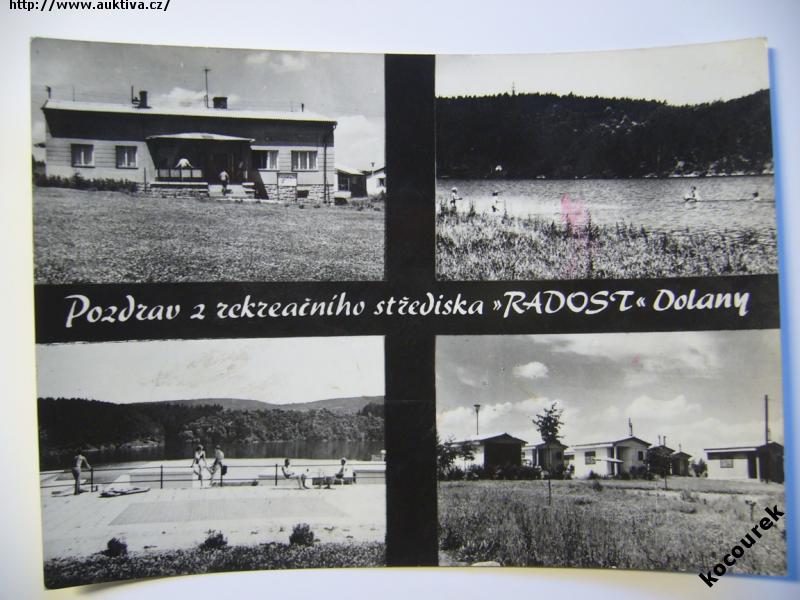 http://www.auktiva.cz/
Pozdrav z rekreačního střediska »RADOST« Dolany
kocourek